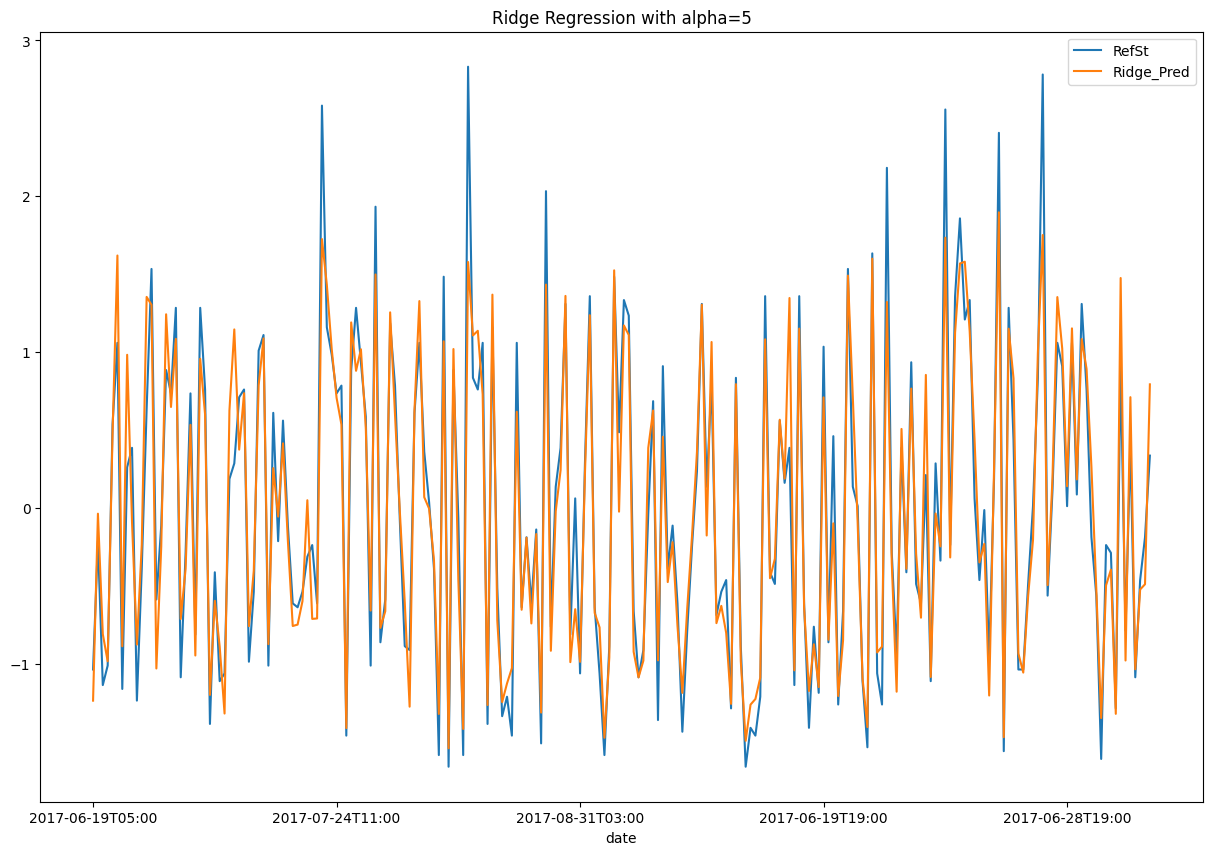 Ridge Regression with alpha=5
RefSt
Ridge_Pred
3
2
1
0
−1
2017-06-19T05:00
2017-07-24T11:00
2017-08-31T03:00
2017-06-19T19:00
2017-06-28T19:00
date